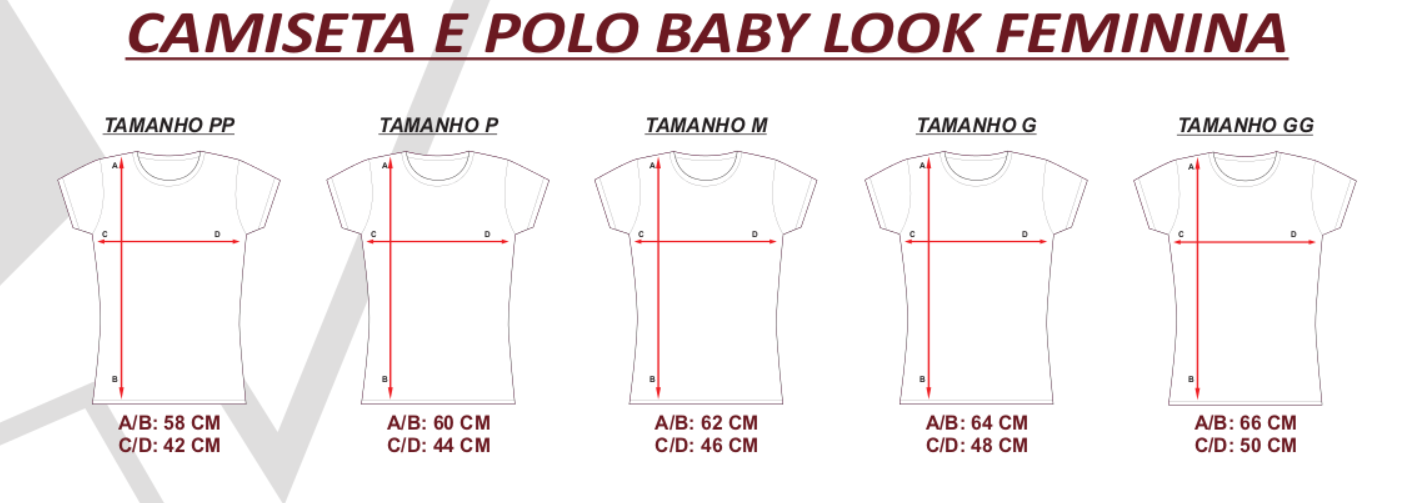 CAMISETA E POLO BABY LOOK FEMININA
TAMANHO PP
A
C D
B
A/B: 58 CM
C/D: 42 CM
TAMANHO P
A
C D
B
A/B: 60 CM
C/D: 44 CM
TAMANHO M
A
C D
B
A/B: 62 CM
C/D: 46 CM
TAMANHO G
A
C D
B
A/B: 64 CM
C/D: 48 CM
TAMANHO GG
A
C D
B
A/B: 66 CM
C/D: 50 CM